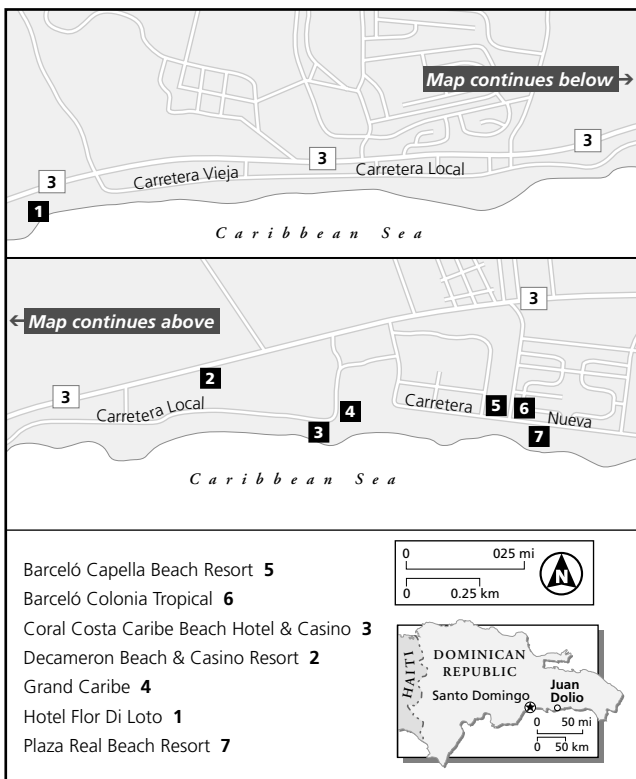 Map continues below →
3
3
3
Carretera Vieja
Carretera Local
1
Caribbean Sea
← Map continues above
3
2
3
Carretera Local
4
3
Carretera
5
6
Nueva
7
Caribbean Sea
Barceló Capella Beach Resort 5
Barceló Colonia Tropical 6
Coral Costa Caribe Beach Hotel & Casino 3
Decameron Beach & Casino Resort 2
Grand Caribe 4
Hotel Flor Di Loto 1
Plaza Real Beach Resort 7
0 025 mi
0 0.25 km
N
HAITI
DOMINICAN
REPUBLIC
Santo Domingo
Juan
Dolio
0 50 mi
0 50 km